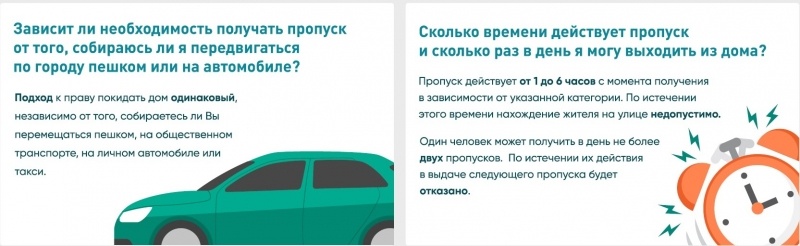 Зависит ли необходимость получать пропуск
от того, собираюсь ли я передвигаться
по городу пешком или на автомобиле?
Подход к праву покидать дом одинаковый,
независимо от того, собираетесь ли Вы
перемещаться пешком, на общественном
транспорте, на личном автомобиле или
такси.
Сколько времени действует пропуск
и сколько раз в день я могу выходить из дома?
Пропуск действует от 1 до 6 часов с момента получения
в зависимости от указанной категории. По истечении
этого времени нахождение жителя на улице недопустимо.
Один человек может получить в день не более
двух пропусков. По истечении их действия
в выдаче следующего пропуска будет
отказано.